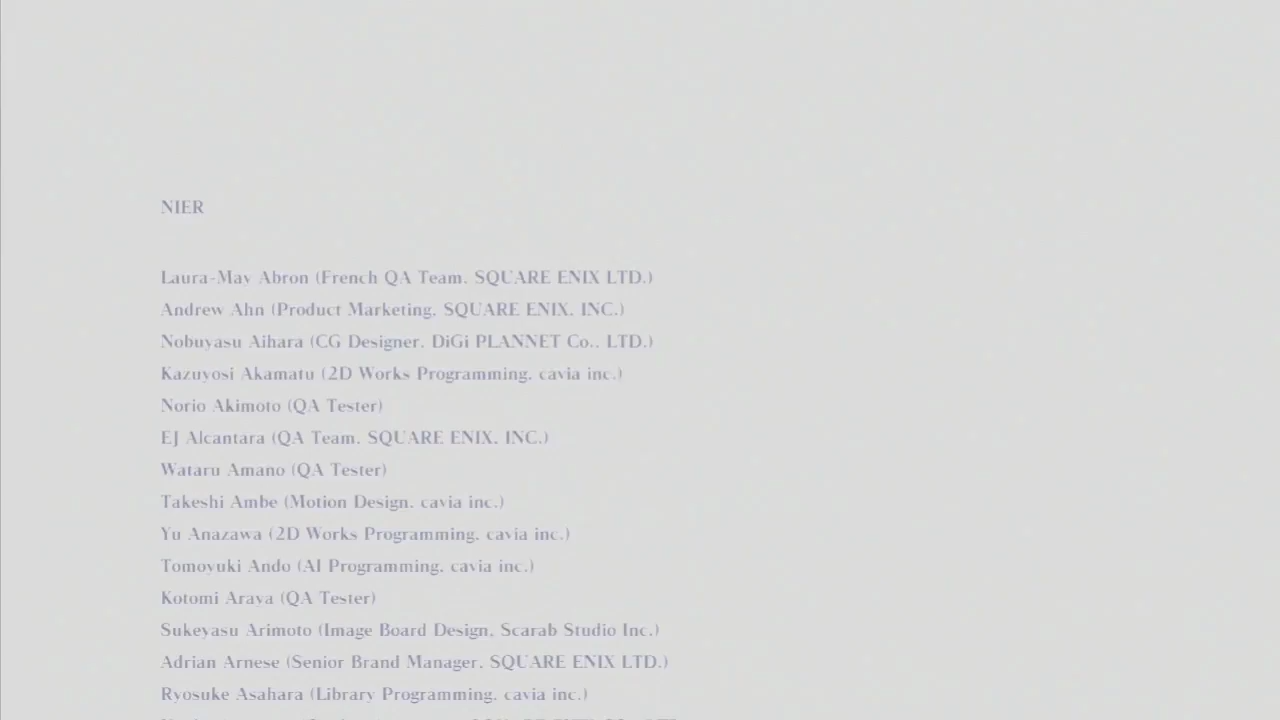 NIER
Laura-May Abron (French QA Team, SQUARE ENIX LTD.)
Andrew Ahn (Product Marketing, SQUARE ENIX, INC.)
Nobuyasu Aihara (CG Designer, DiGi PLANNET Co., LTD.)
Kazuyosi Akamatu (2D Works Programming, cavia inc.)
Norio Akimoto (QA Tester)
EJ Alcantara (QA Team, SQUARE ENIX, INC.)
Wataru Amano (QA Tester)
Takeshi Ambe (Motion Design, cavia inc.)
Yu Anazawa (2D Works Programming, cavia inc.)
Tomoyuki Ando (AI Programming, cavia inc.)
Kotomi Araya (QA Tester)
Sukeyasu Arimoto (Image Board Design, Scarab Studio Inc.)
Adrian Arnese (Senior Brand Manager, SQUARE ENIX LTD.)
Ryosuke Asahara (Library Programming, cavia inc.)